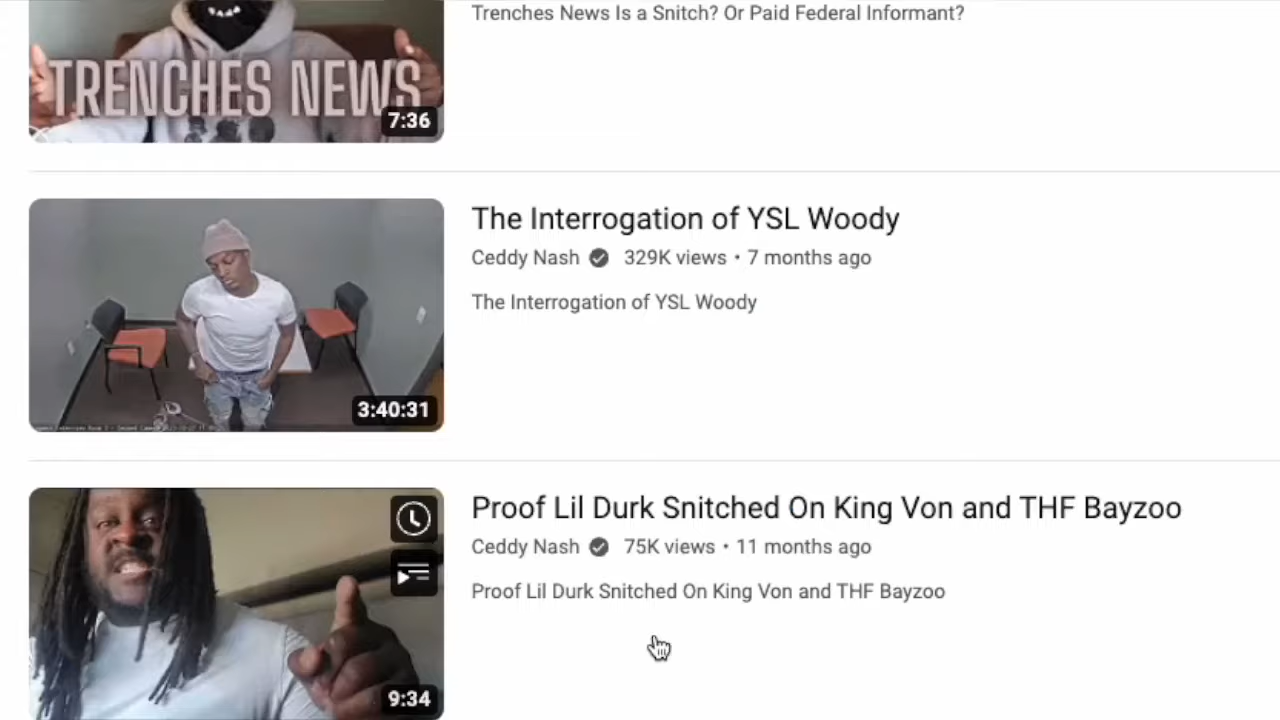 Trenches News Is a Snitch? Or Paid Federal Informant?
TRENCHES NEWS
7:36
The Interrogation of YSL Woody
Ceddy Nash 329K views • 7 months ago
The Interrogation of YSL Woody
3:40:31
Proof Lil Durk Snitched On King Von and THF Bayzoo
Ceddy Nash 75K views • 11 months ago
Proof Lil Durk Snitched On King Von and THF Bayzoo
9:34